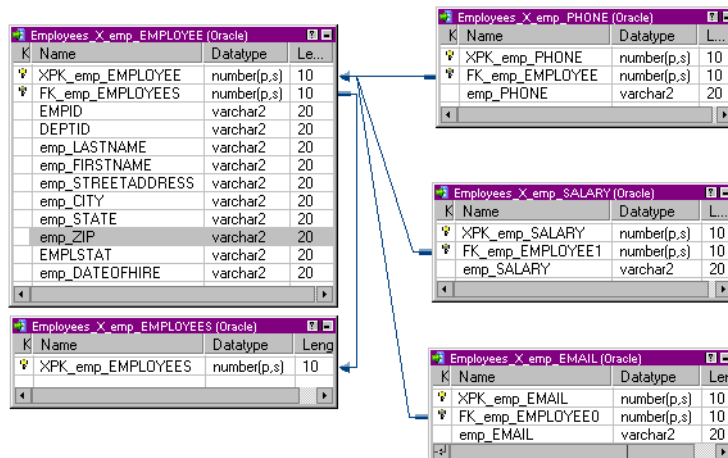 Employees_X_emp_EMPLOYEE (Oracle)
K Name Datatype Le...
XPK_emp_EMPLOYEE number(p,s) 10
FK_emp_EMPLOYEES number(p,s) 10
EMPID varchar2 20
DEPTID varchar2 20
emp_LASTNAME varchar2 20
emp_FIRSTNAME varchar2 20
emp_STREETADDRESS varchar2 20
emp_CITY varchar2 20
emp_STATE varchar2 20
emp_ZIP varchar2 20
EMPLSTAT varchar2 20
emp_DATEOFHIRE varchar2 20
Employees_X_emp_EMPLOYEES (Oracle)
K Name Datatype Leng
XPK_emp_EMPLOYEES number(p,s) 10
Employees_X_emp_PHONE (Oracle)
K Name Datatype L...
XPK_emp_PHONE number(p,s) 10
FK_emp_EMPLOYEE number(p,s) 10
emp_PHONE varchar2 20
Employees_X_emp_SALARY (Oracle)
K Name Datatype L...
XPK_emp_SALARY number(p,s) 10
FK_emp_EMPLOYEE1 number(p,s) 10
emp_SALARY varchar2 20
Employees_X_emp_EMAIL (Oracle)
K Name Datatype Len
XPK_emp_EMAIL number(p,s) 10
FK_emp_EMPLOYEE0 number(p,s) 10
emp_EMAIL varchar2 20